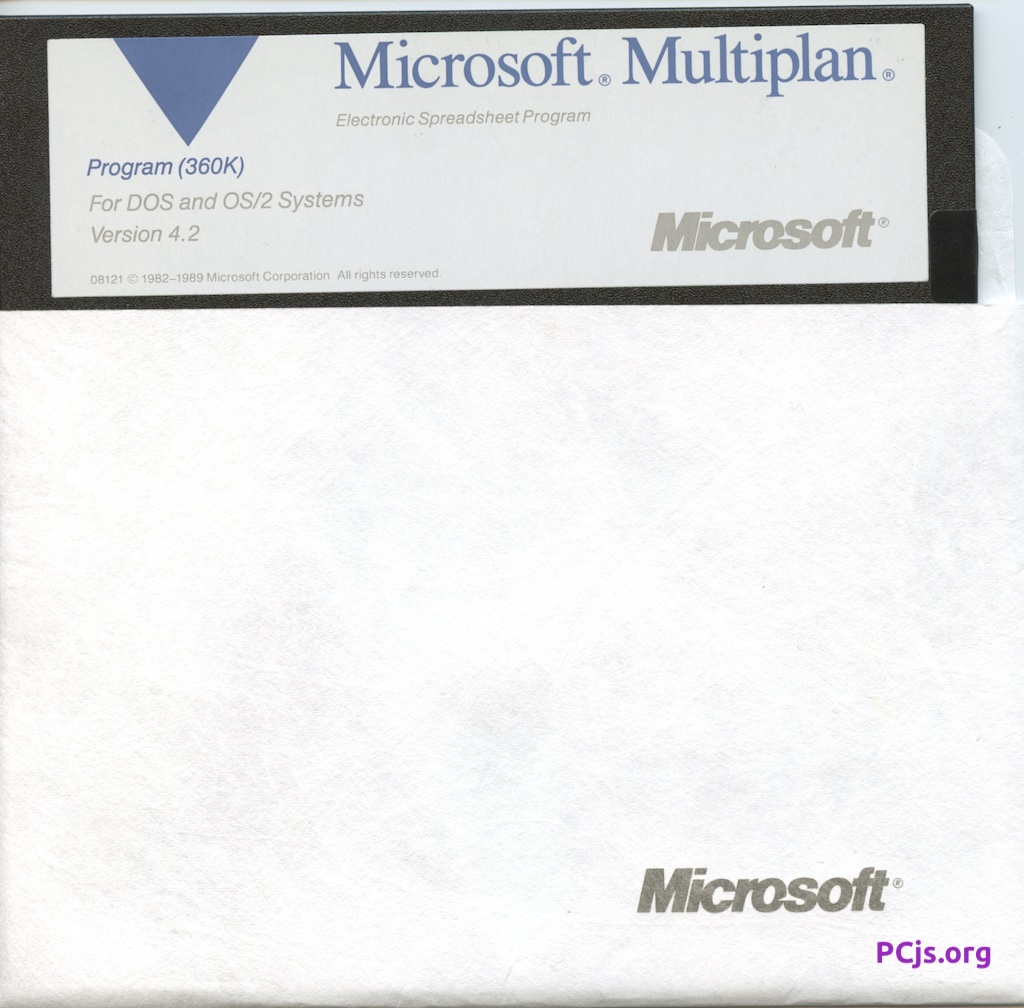 Microsoft® Multiplan®
Electronic Spreadsheet Program
Program (360K)
For DOS and OS/2 Systems
Version 4.2
Microsoft®
08121 © 1982–1989 Microsoft Corporation All rights reserved.
Microsoft®
PCjs.org